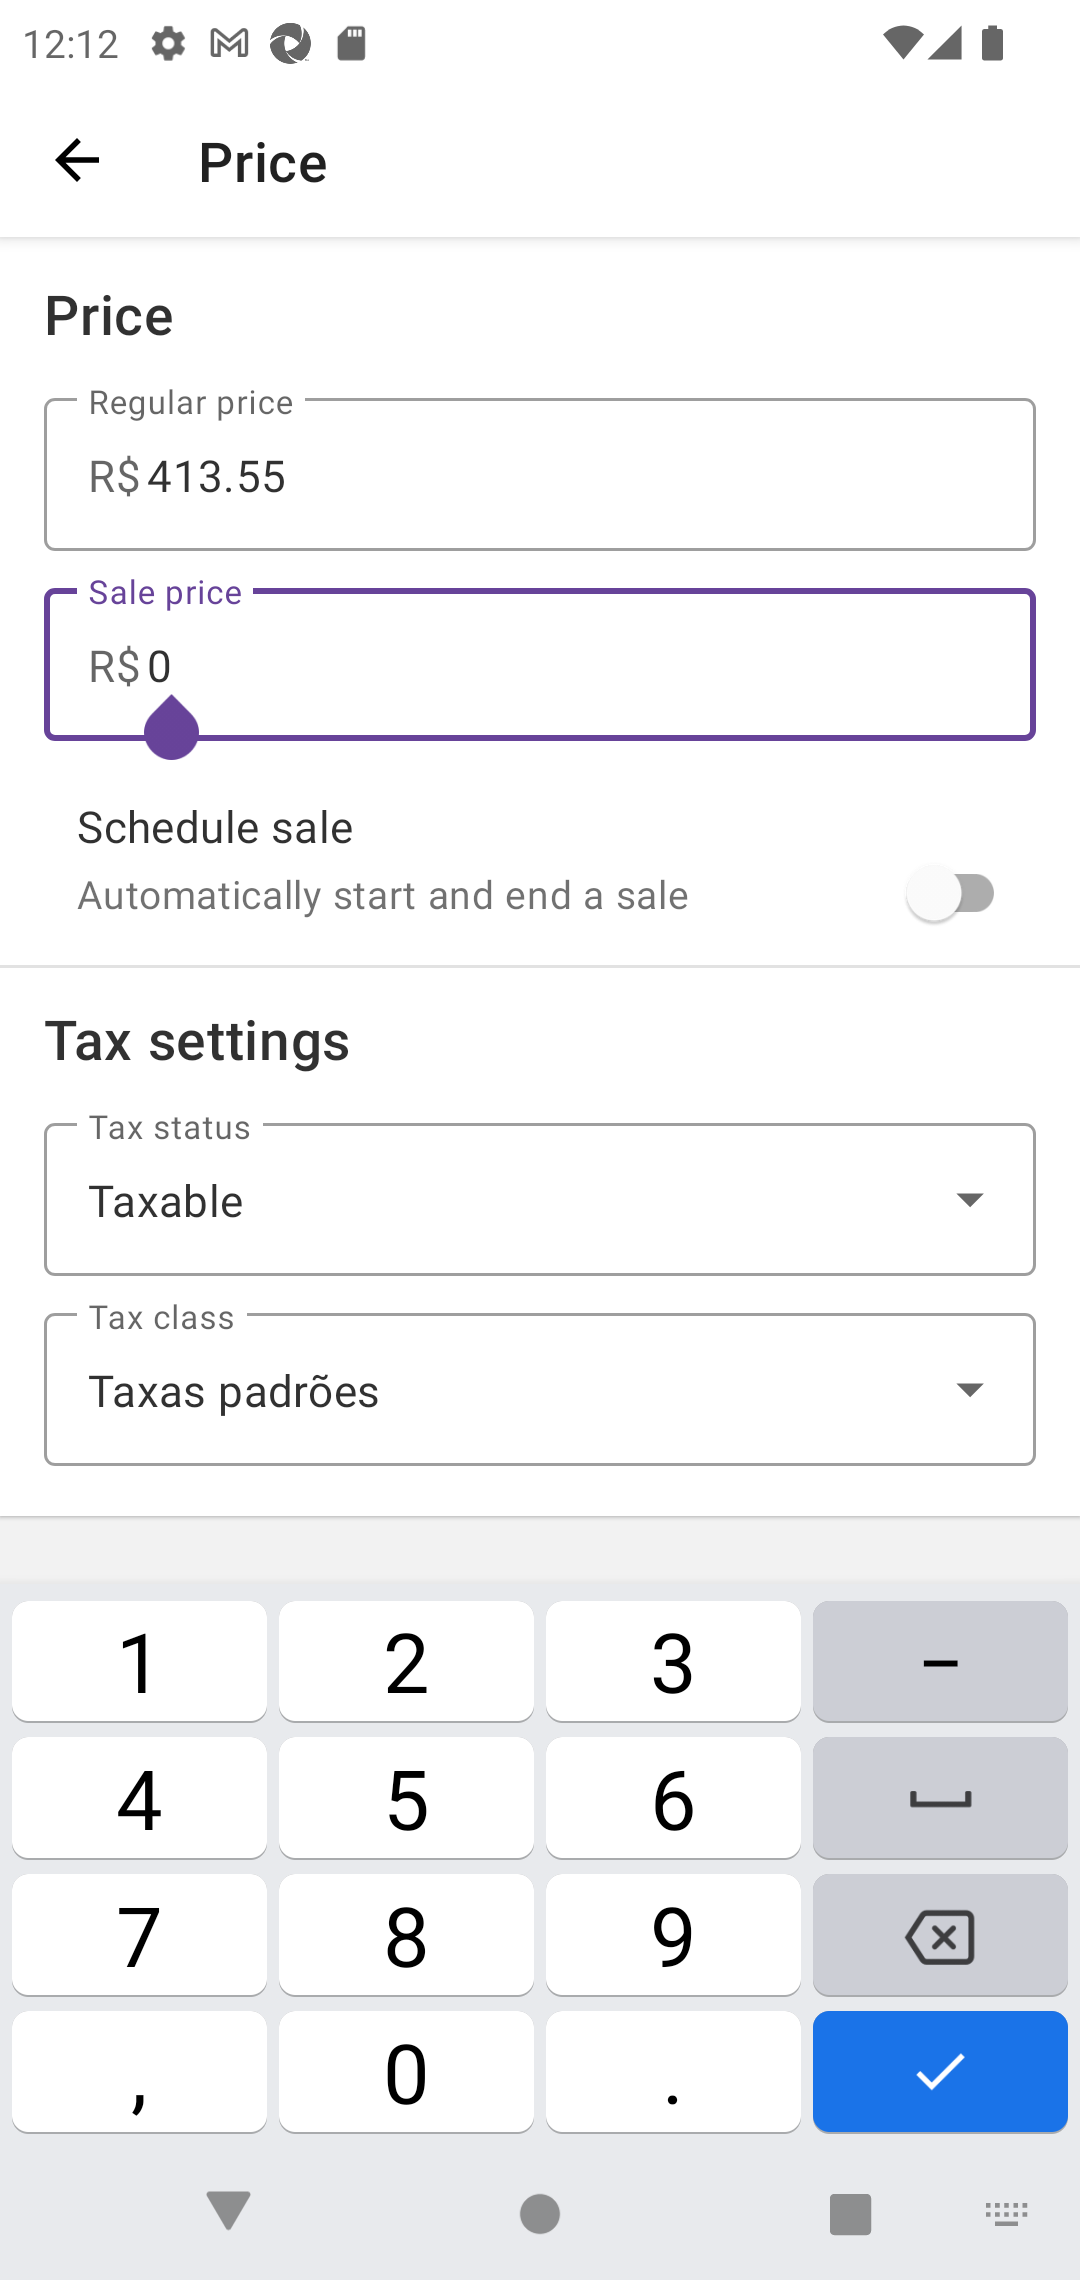 12:12
Price
Price
Regular price
R$ 413.55
Sale price
R$ 0
Schedule sale
Automatically start and end a sale
Tax settings
Tax status
Taxable
Tax class
Taxas padrões
1 2 3 –
4 5 6
7 8 9
, 0 .